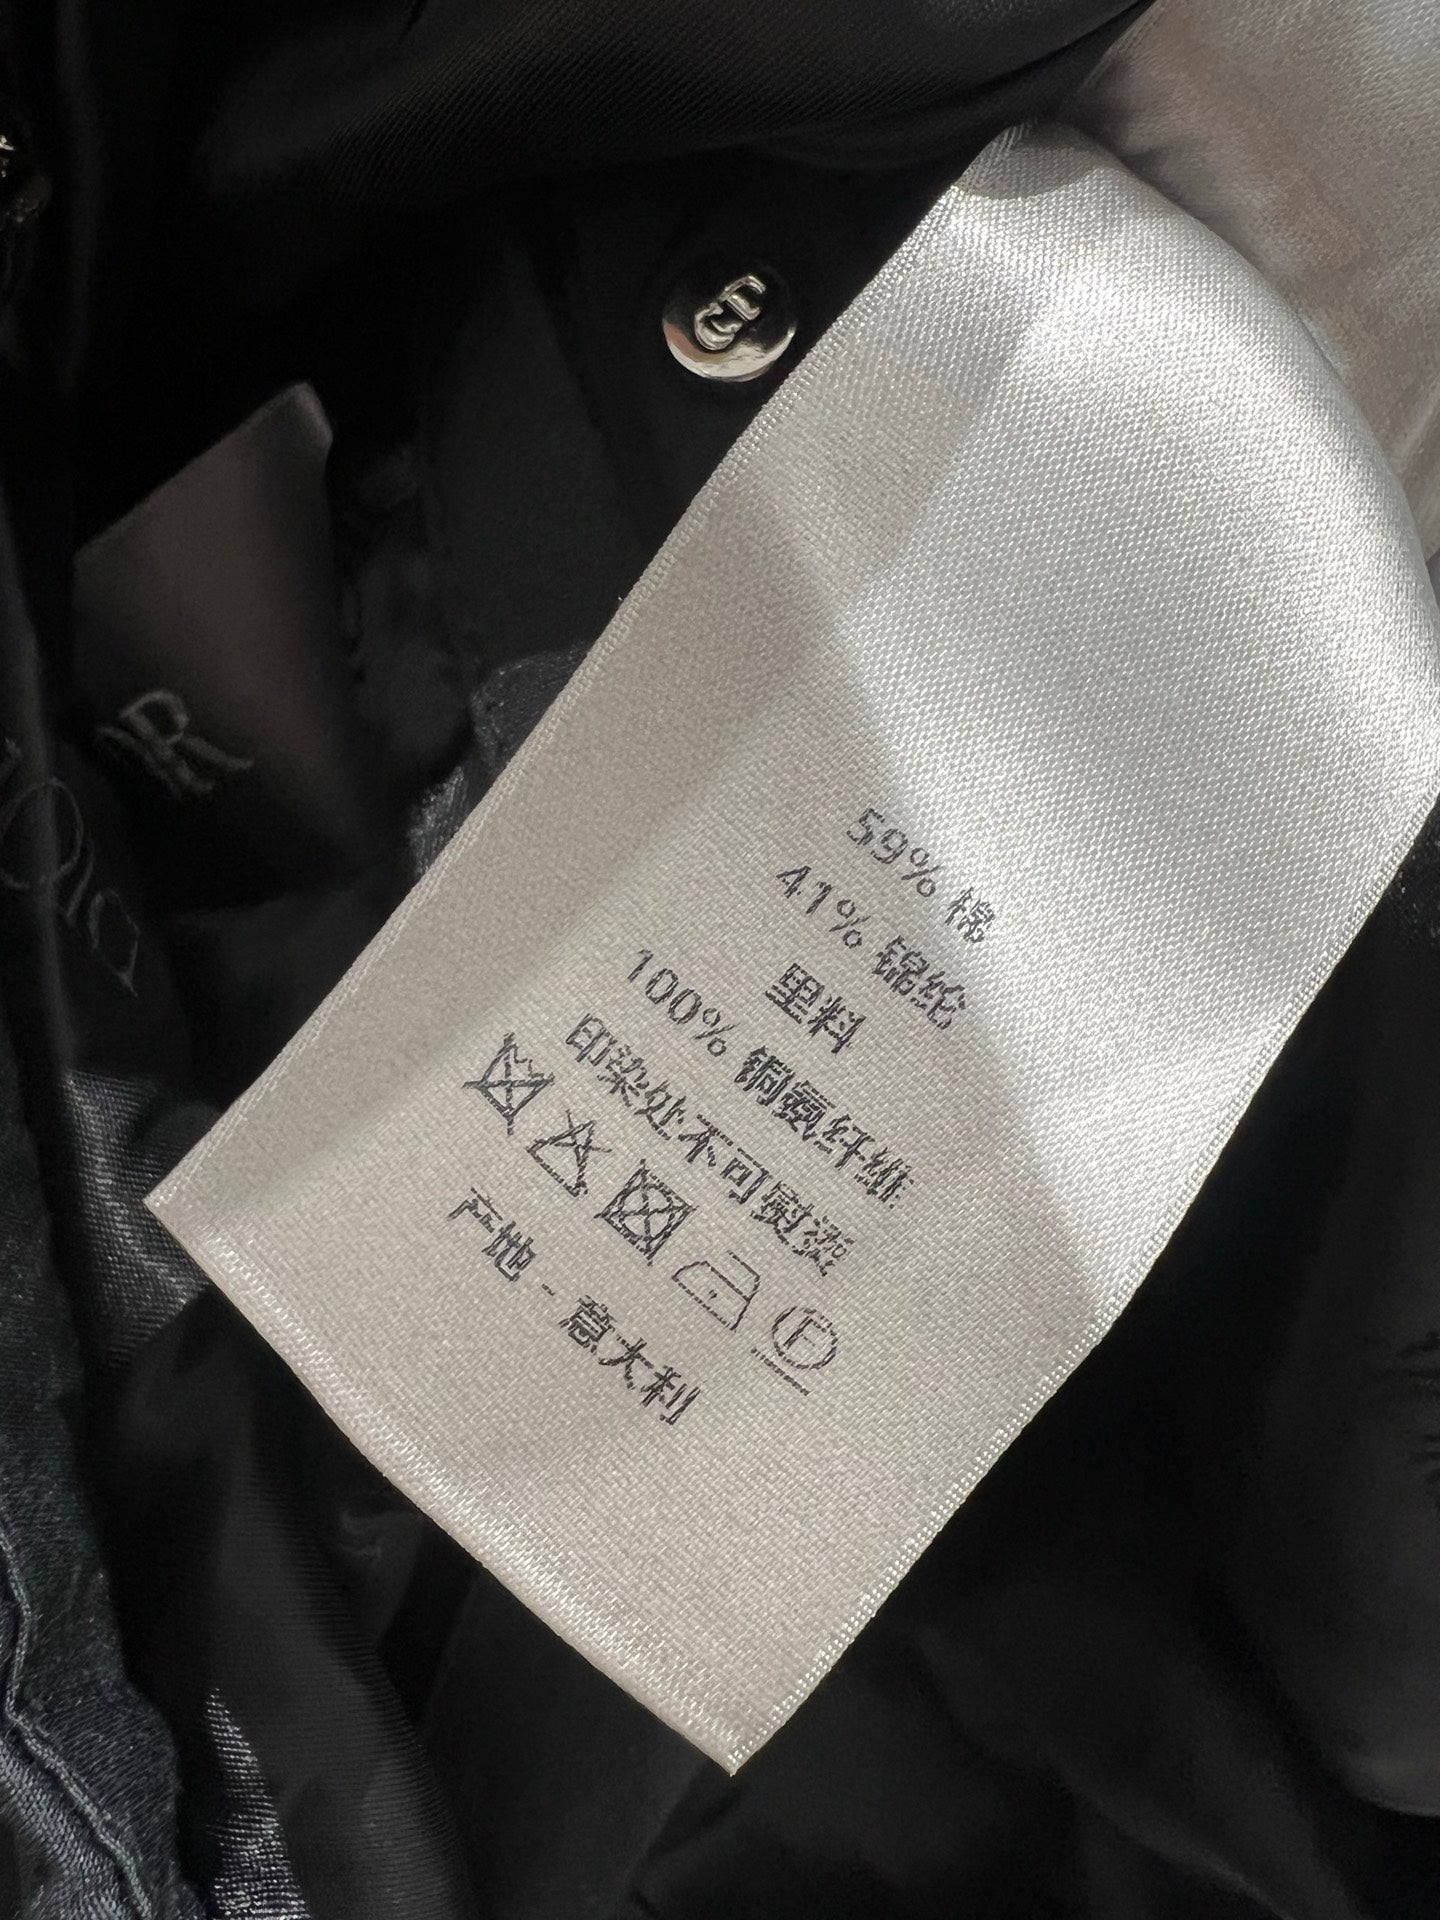 59% 棉
41% 锦纶
里料
100% 铜氨纤维
印染处不可熨烫
F
产地 - 意大利
R